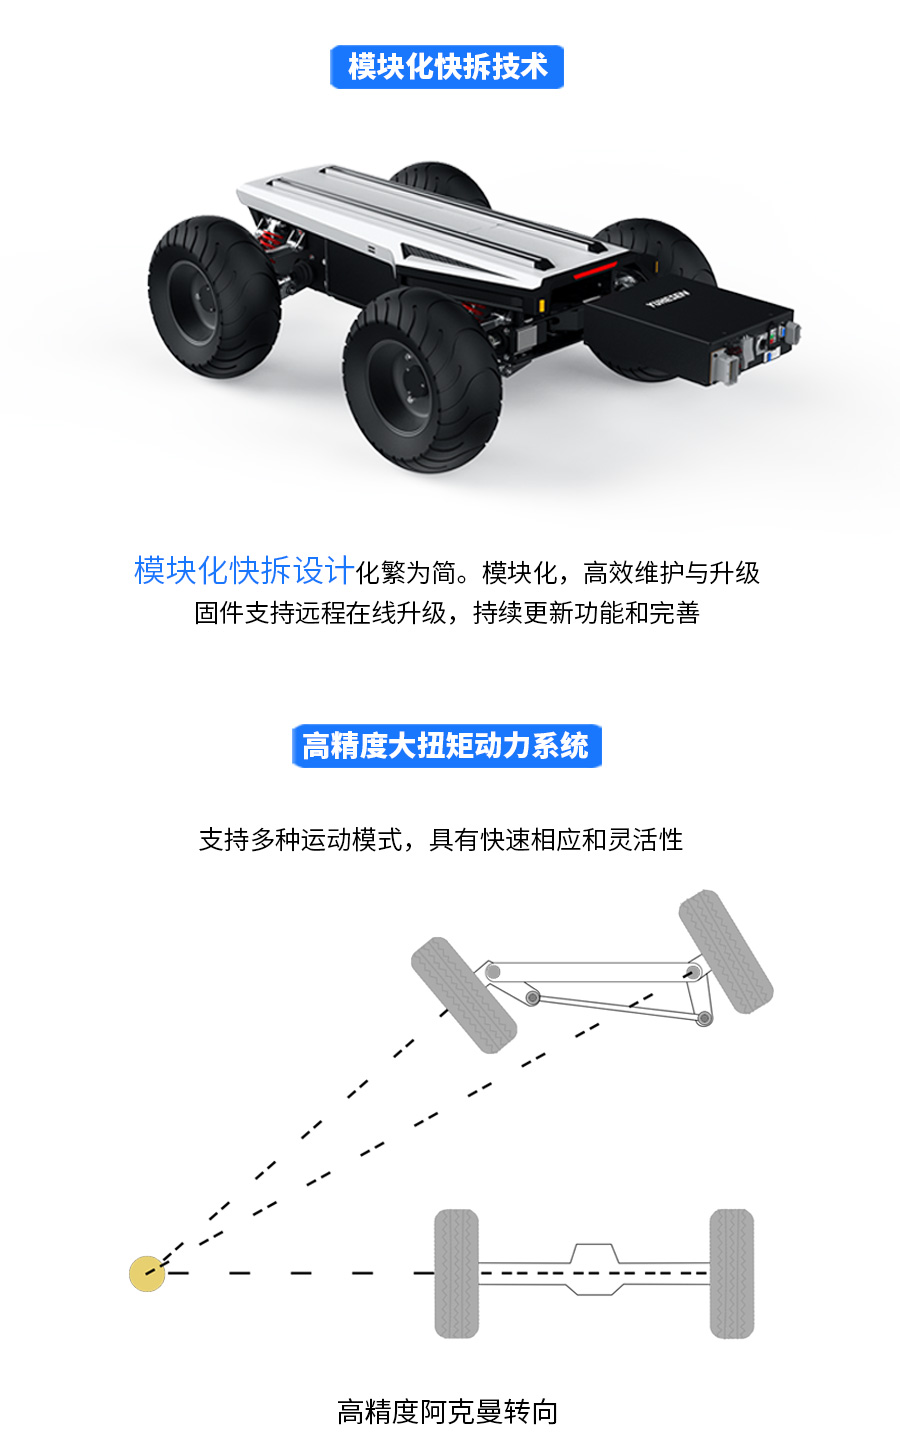 模块化快拆技术
YUHESEN
模块化快拆设计化繁为简。模块化，高效维护与升级
固件支持远程在线升级，持续更新功能和完善
高精度大扭矩动力系统
支持多种运动模式，具有快速相应和灵活性
高精度阿克曼转向